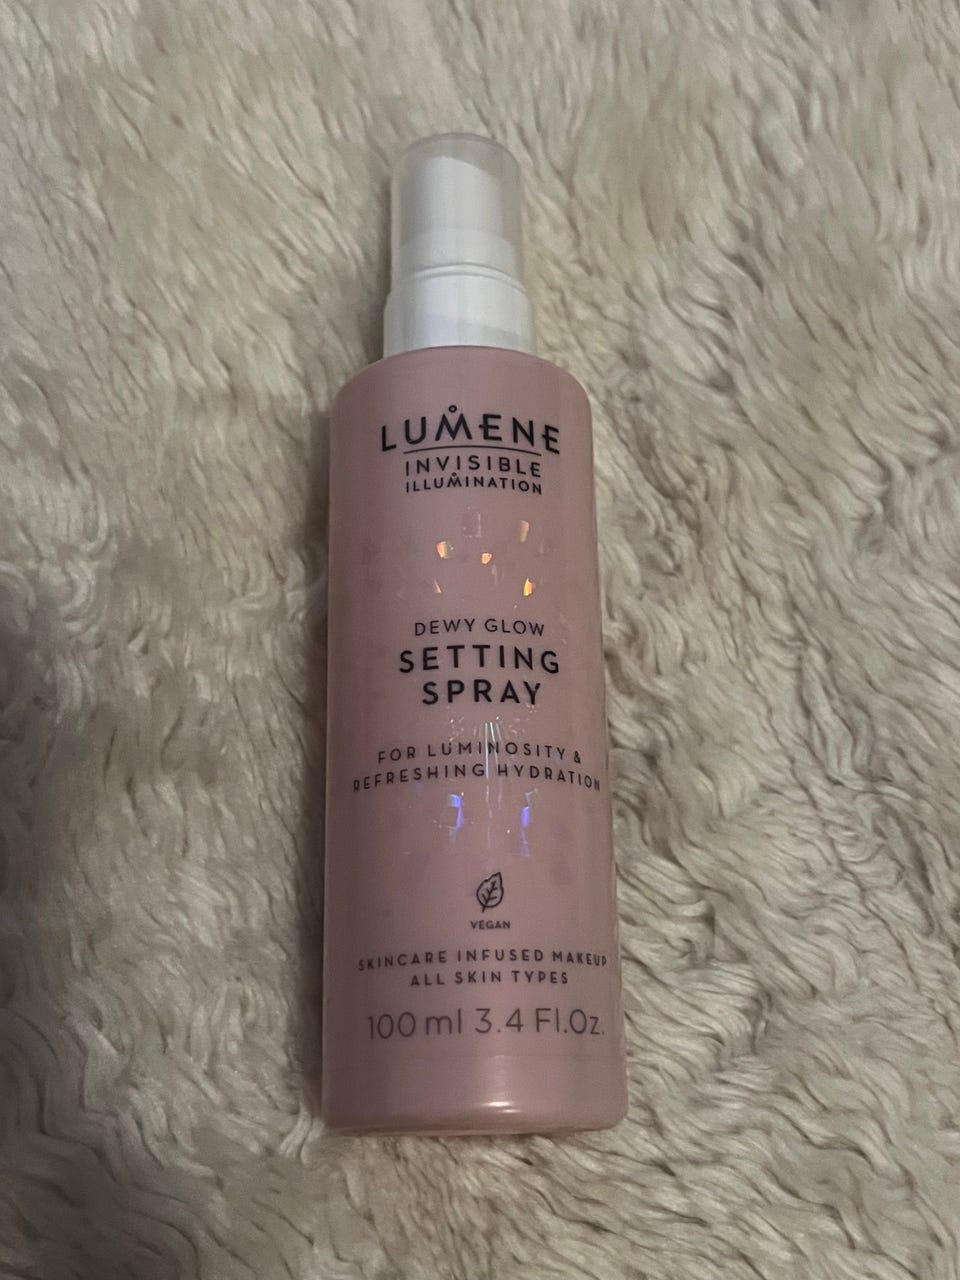 LUMENE
INVISIBLE
ILLUMINATION
DEWY GLOW
SETTING
SPRAY
FOR LUMINOSITY &
REFRESHING HYDRATION
VEGAN
SKINCARE INFUSED MAKEUP
ALL SKIN TYPES
100 ml 3.4 Fl.Oz.